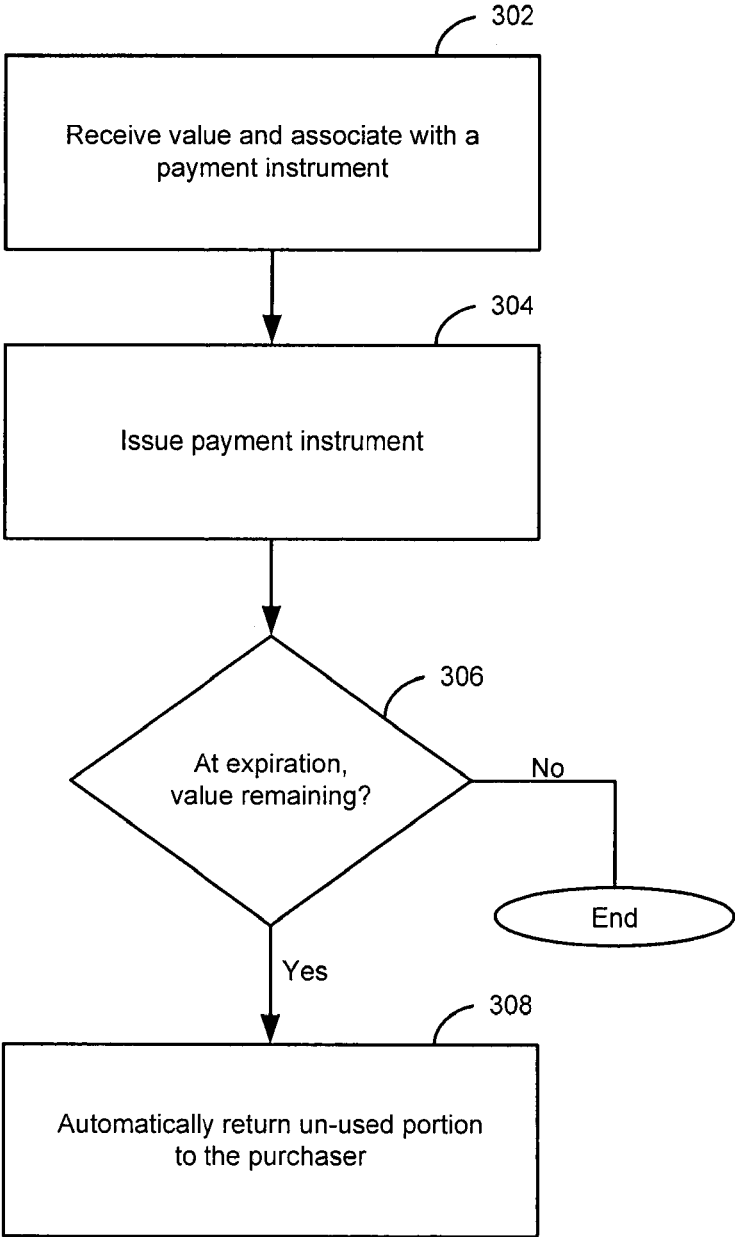 302
Receive value and associate with a
payment instrument
304
Issue payment instrument
306
At expiration,
value remaining?
No
End
Yes
308
Automatically return un-used portion
to the purchaser